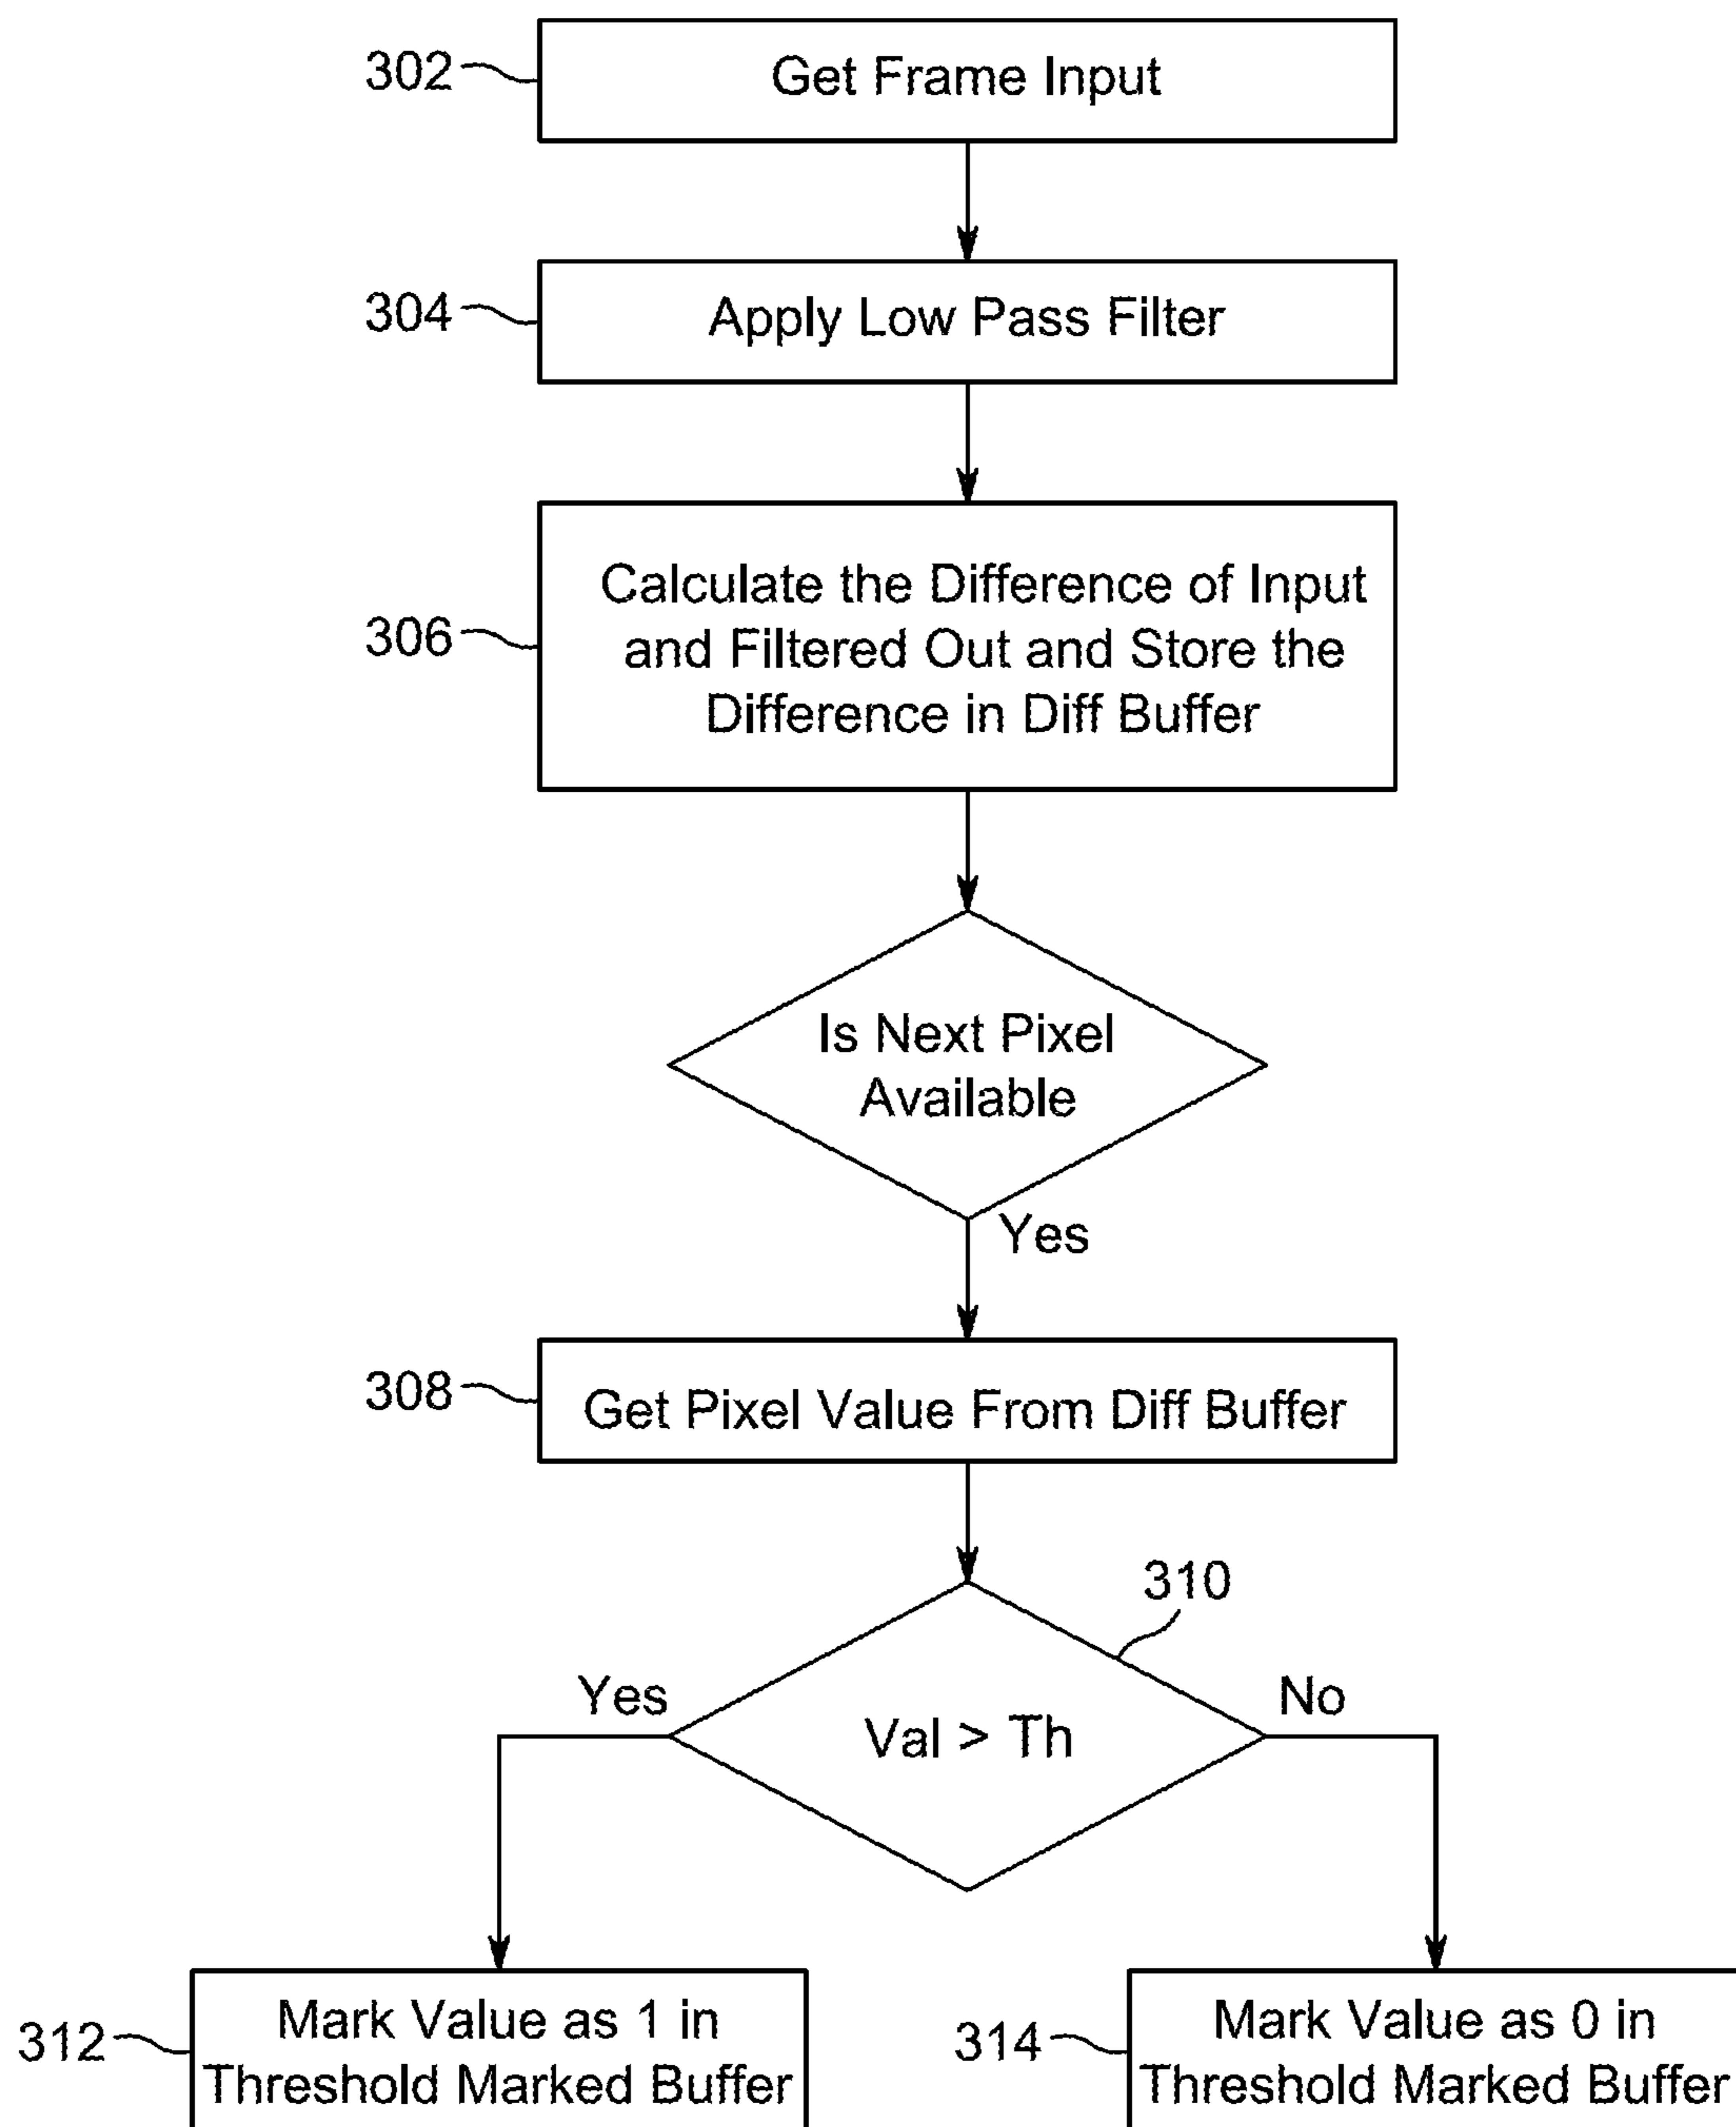 302
Get Frame Input
304
Apply Low Pass Filter
306
Calculate the Difference of Input
and Filtered Out and Store the
Difference in Diff Buffer
Is Next Pixel
Available
Yes
308
Get Pixel Value From Diff Buffer
310
Yes
Val > Th
No
312
Mark Value as 1 in
Threshold Marked Buffer
314
Mark Value as 0 in
Threshold Marked Buffer